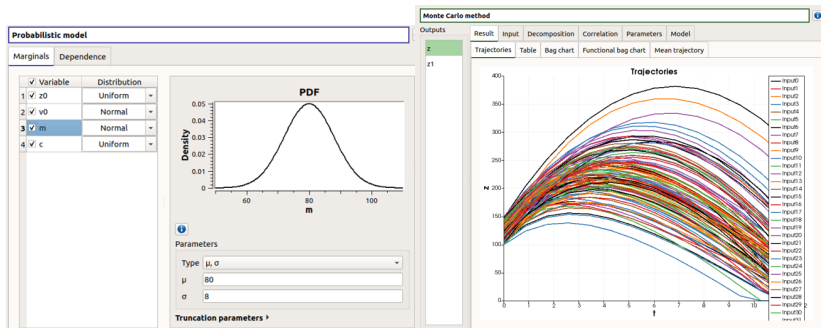 Probabilistic model
Marginals Dependence
Variable Distribution
1 z0 Uniform
2 v0 Normal
3 m Normal
4 c Uniform
PDF
Density
0.05
0.04
0.03
0.02
0.01
0
60 80 100
m
Parameters
Type μ, σ
μ 80
σ 8
Truncation parameters
Monte Carlo method
Outputs
z
z1
Result Input Decomposition Correlation Parameters Model
Trajectories Table Bag chart Functional bag chart Mean trajectory
Trajectories
z
400
350
300
250
200
150
100
50
0
0 1 2 3 4 5 6 7 8 9 10
t
Input0
Input1
Input2
Input3
Input4
Input5
Input6
Input7
Input8
Input9
Input10
Input11
Input12
Input13
Input14
Input15
Input16
Input17
Input18
Input19
Input20
Input21
Input22
Input23
Input24
Input25
Input26
Input27
Input28
Input29
Input30